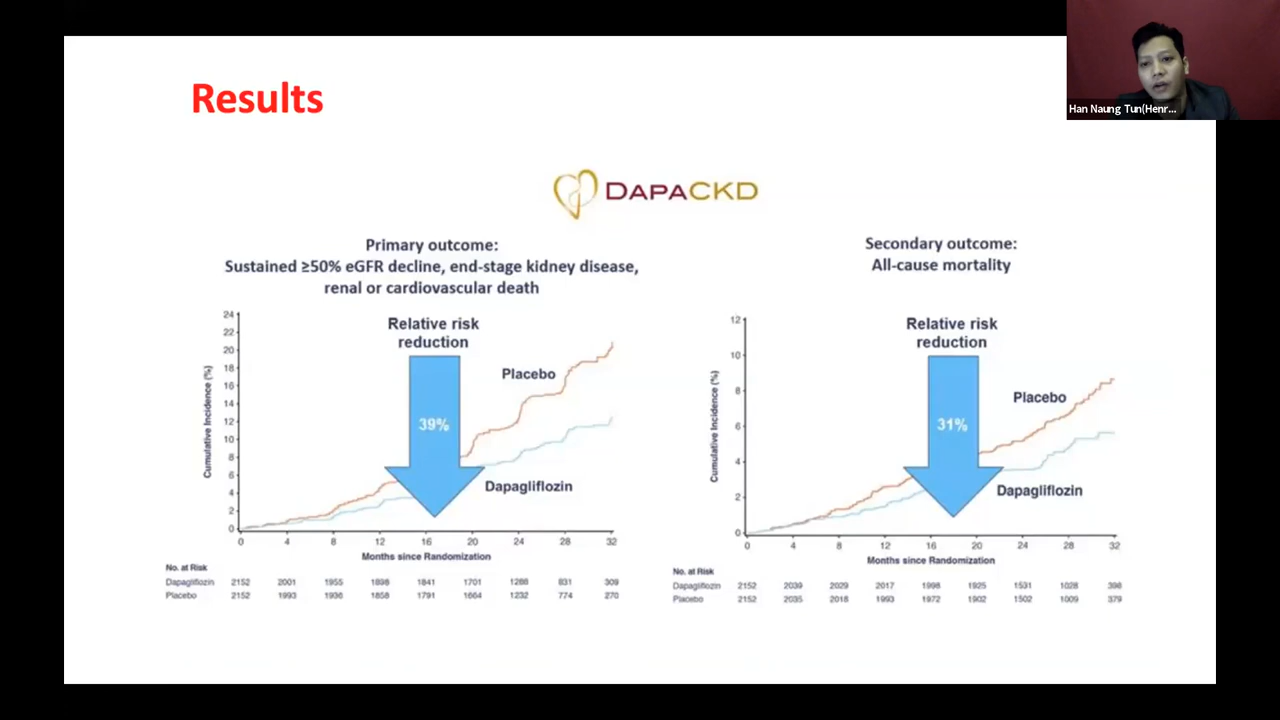 Results
Han Naung Tun(Henr...
DAPACKD
Primary outcome:
Sustained ≥50% eGFR decline, end-stage kidney disease,
renal or cardiovascular death
24
22
20
18
16
14
12
10
8
6
4
2
0
Cumulative Incidence (%)
Relative risk
reduction
39%
Placebo
Dapagliflozin
0 4 8 12 16 20 24 28 32
Months since Randomization
No. at Risk
Dapagliflozin 2152 2001 1955 1898 1841 1701 1288 831 309
Placebo 2152 1993 1936 1858 1791 1664 1232 774 270
Secondary outcome:
All-cause mortality
12
10
8
6
4
2
0
Cumulative Incidence (%)
Relative risk
reduction
31%
Placebo
Dapagliflozin
0 4 8 12 16 20 24 28 32
Months since Randomization
No. at Risk
Dapagliflozin 2152 2039 2029 2017 1998 1925 1531 1028 398
Placebo 2152 2035 2018 1993 1972 1902 1502 1009 379